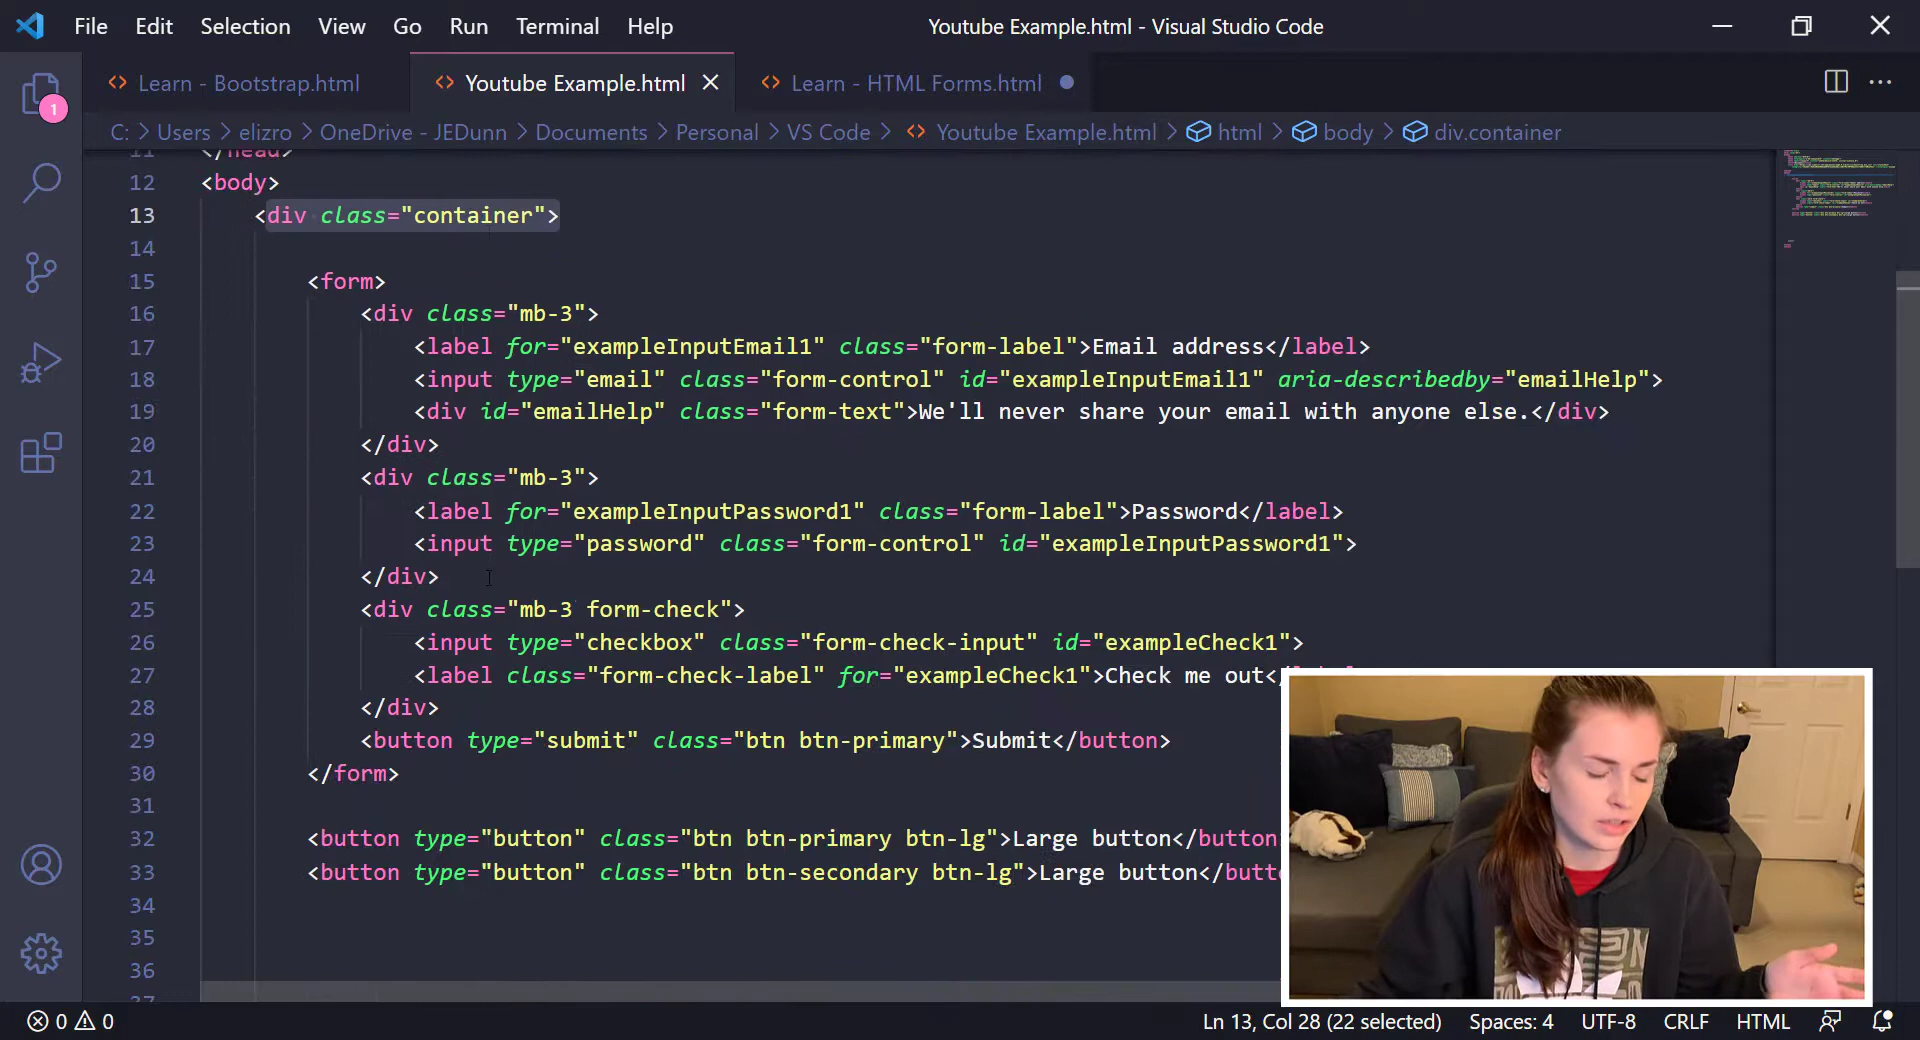 File Edit Selection View Go Run Terminal Help Youtube Example.html - Visual Studio Code
Learn - Bootstrap.html Youtube Example.html Learn - HTML Forms.html
1
C: > Users > elizro > OneDrive - JEDunn > Documents > Personal > VS Code > Youtube Example.html > html > body > div.container
11 </head>
12 <body>
13 <div class="container">
14
15 <form>
16 <div class="mb-3">
17 <label for="exampleInputEmail1" class="form-label">Email address</label>
18 <input type="email" class="form-control" id="exampleInputEmail1" aria-describedby="emailHelp">
19 <div id="emailHelp" class="form-text">We'll never share your email with anyone else.</div>
20 </div>
21 <div class="mb-3">
22 <label for="exampleInputPassword1" class="form-label">Password</label>
23 <input type="password" class="form-control" id="exampleInputPassword1">
24 </div>
25 <div class="mb-3 form-check">
26 <input type="checkbox" class="form-check-input" id="exampleCheck1">
27 <label class="form-check-label" for="exampleCheck1">Check me out</
28 </div>
29 <button type="submit" class="btn btn-primary">Submit</button>
30 </form>
31
32 <button type="button" class="btn btn-primary btn-lg">Large button</button
33 <button type="button" class="btn btn-secondary btn-lg">Large button</butt
34
35
36
0 0 Ln 13, Col 28 (22 selected) Spaces: 4 UTF-8 CRLF HTML